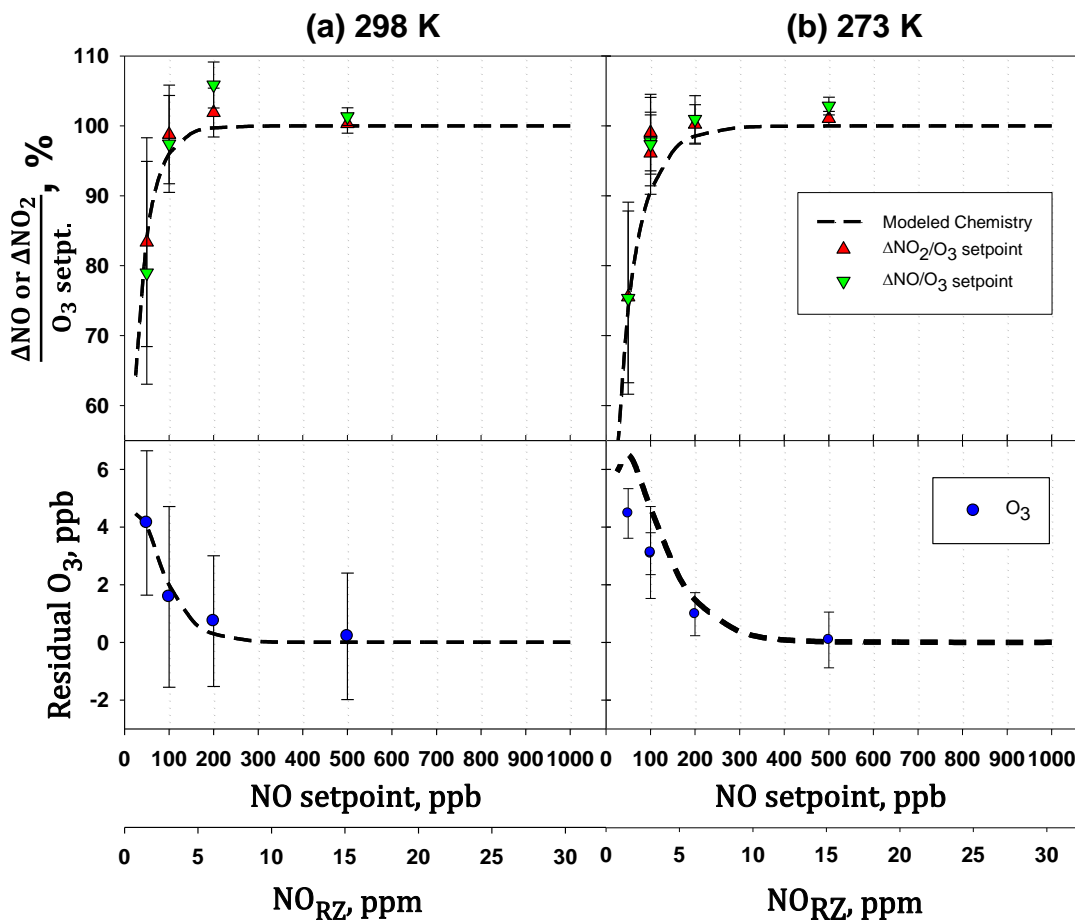 (a) 298 K
(b) 273 K
ΔNO or ΔNO2
O3 setpt.
, %
110
100
90
80
70
60
Modeled Chemistry
ΔNO2/O3 setpoint
ΔNO/O3 setpoint
Residual O3, ppb
6
4
2
0
-2
O3
0 100 200 300 400 500 600 700 800 900 1000
0 100 200 300 400 500 600 700 800 900 1000
NO setpoint, ppb
NO setpoint, ppb
0 5 10 15 20 25 30
0 5 10 15 20 25 30
NORZ, ppm
NORZ, ppm